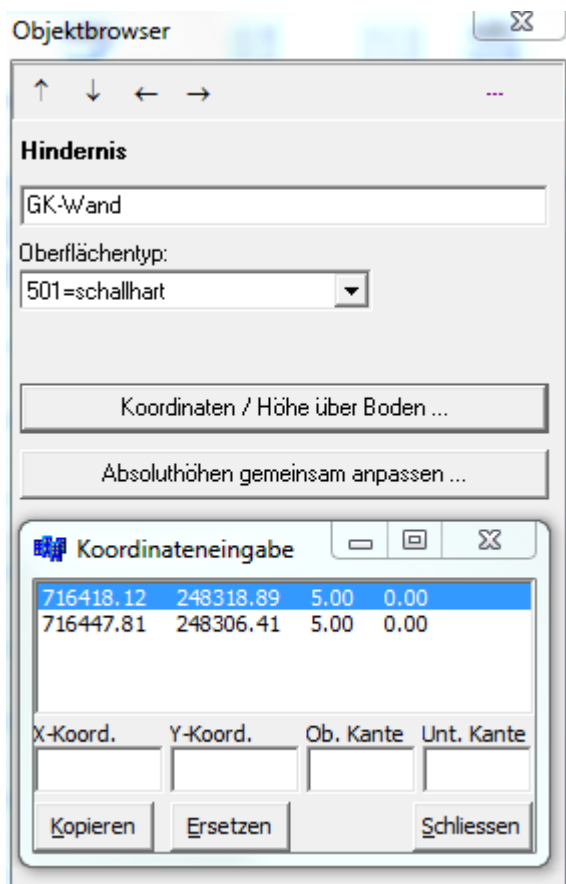 Objektbrowser
↑ ↓ ← → ---
Hindernis
GK-Wand
Oberflächentyp:
501=schallhart
Koordinaten / Höhe über Boden ...
Absoluthöhen gemeinsam anpassen ...
Koordinateneingabe
716418.12 248318.89 5.00 0.00
716447.81 248306.41 5.00 0.00
X-Koord. Y-Koord. Ob. Kante Unt. Kante
Kopieren Ersetzen Schliessen